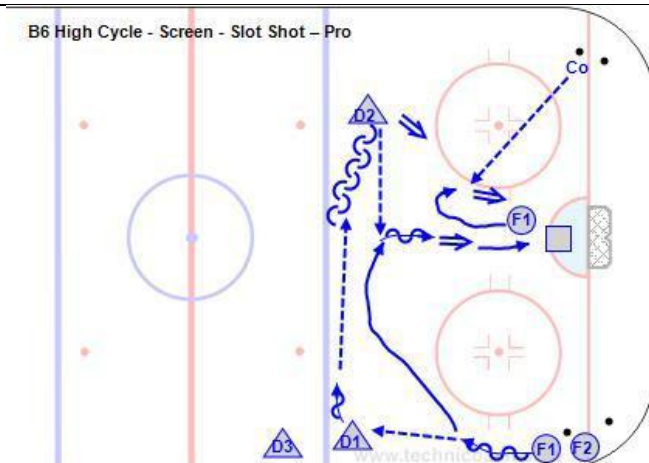 B6 High Cycle - Screen - Slot Shot – Pro
Co
D2
F1
D3
D1
F1
F2